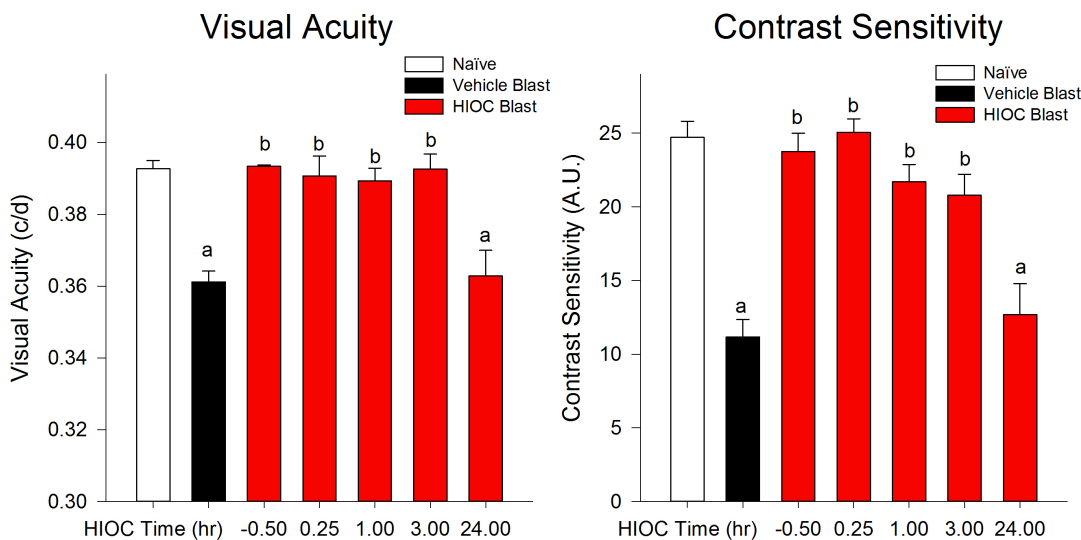 Visual Acuity
Naïve
Vehicle Blast
HIOC Blast
Visual Acuity (c/d)
0.40
0.38
0.36
0.34
0.32
0.30
a
b
b
b
b
a
HIOC Time (hr) -0.50 0.25 1.00 3.00 24.00
Contrast Sensitivity
Naïve
Vehicle Blast
HIOC Blast
Contrast Sensitivity (A.U.)
25
20
15
10
5
0
a
b
b
b
b
a
HIOC Time (hr) -0.50 0.25 1.00 3.00 24.00